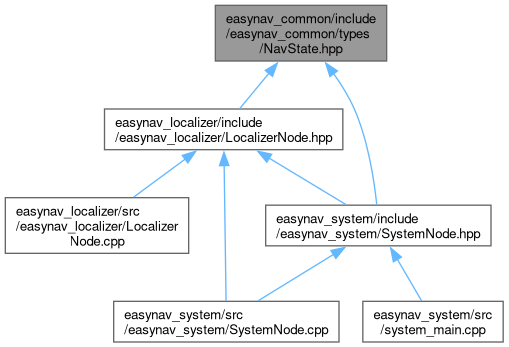 easynav_common/include
/easynav_common/types
/NavState.hpp
easynav_localizer/include
/easynav_localizer/LocalizerNode.hpp
easynav_localizer/src
/easynav_localizer/Localizer
Node.cpp
easynav_system/include
/easynav_system/SystemNode.hpp
easynav_system/src
/easynav_system/SystemNode.cpp
easynav_system/src
/system_main.cpp